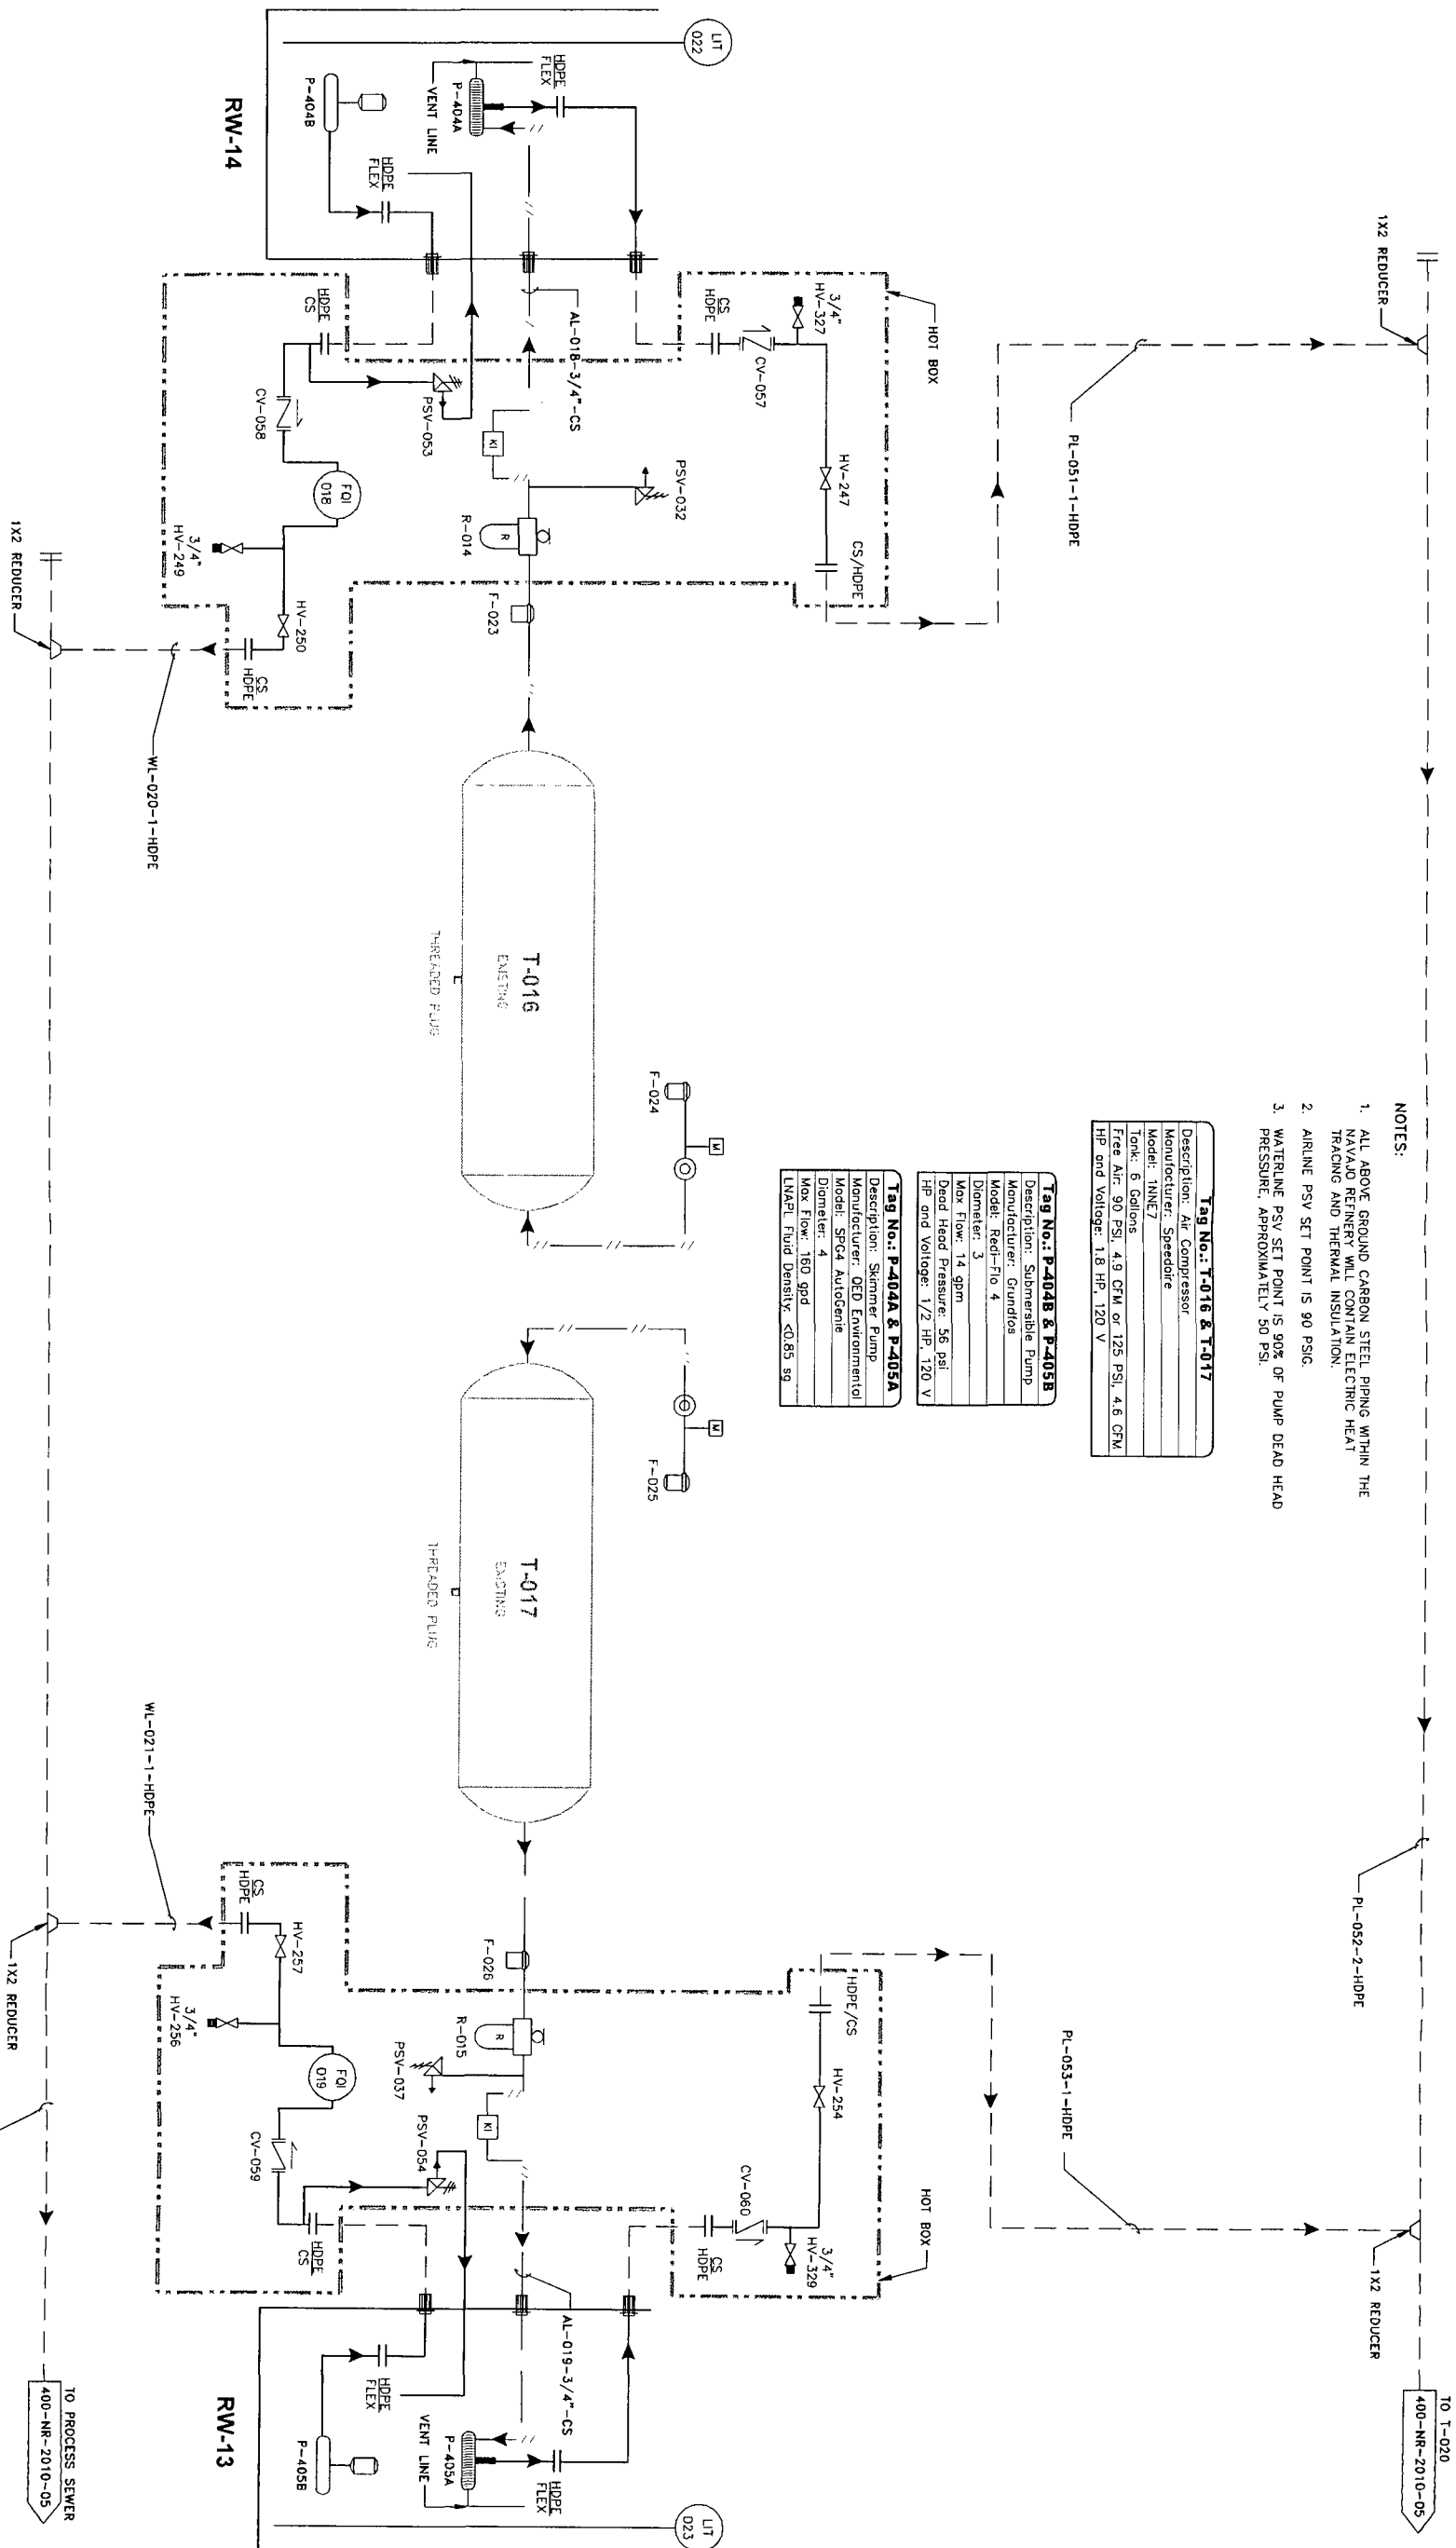 TO T-020
400-NR-2010-05
1X2 REDUCER
1X2 REDUCER
PL-052-2-HDPE
PL-051-1-HDPE
PL-053-1-HDPE
NOTES:
1. ALL ABOVE GROUND CARBON STEEL PIPING WITHIN THE
NAVAJO REFINERY WILL CONTAIN ELECTRIC HEAT
TRACING AND THERMAL INSULATION.
2. AIRLINE PSV SET POINT IS 90 PSIG.
3. WATERLINE PSV SET POINT IS 90% OF PUMP DEAD HEAD
PRESSURE, APPROXIMATELY 50 PSI.
Tag No.: T-016 & T-017
Description: Air Compressor
Manufacturer: Speedaire
Model: 1NNE7
Tank: 6 Gallons
Free Air: 90 PSI, 4.9 CFM or 125 PSI, 4.6 CFM
HP and Voltage: 1.8 HP, 120 V
Tag No.: P-404B & P-405B
Description: Submersible Pump
Manufacturer: Grundfos
Model: Redi-Flo 4
Diameter: 3
Max Flow: 14 gpm
Dead Head Pressure: 56 psi
HP and Voltage: 1/2 HP, 120 V
Tag No.: P-404A & P-405A
Description: Skimmer Pump
Manufacturer: QED Environmental
Model: SPG4 AutoGenie
Diameter: 4
Max Flow: 160 gpd
LNAPL Fluid Density: <0.85 sg
LIT
022
HDPE
FLEX
P-404A
VENT LINE
P-404B
HDPE
FLEX
RW-14
HOT BOX
3/4"
HV-327
CS
HDPE
CV-057
HV-247
CS/HDPE
AL-018-3/4"-CS
PSV-032
KI
R
R-014
F-023
PSV-053
HDPE
CS
CV-058
FQI
018
3/4"
HV-249
HV-250
CS
HDPE
WL-020-1-HDPE
1X2 REDUCER
T-016
EXISTING
THREADED PLUG
F-024
M
M
F-025
T-017
EXISTING
THREADED PLUG
HOT BOX
HDPE/CS
HV-254
3/4"
HV-329
CV-060
CS
HDPE
F-026
R
R-015
PSV-037
KI
AL-019-3/4"-CS
PSV-054
HV-257
CS
HDPE
3/4"
HV-256
FQI
019
CV-059
HDPE
CS
WL-021-1-HDPE
1X2 REDUCER
LIT
023
HDPE
FLEX
P-405A
VENT LINE
HDPE
FLEX
P-405B
RW-13
TO PROCESS SEWER
400-NR-2010-05